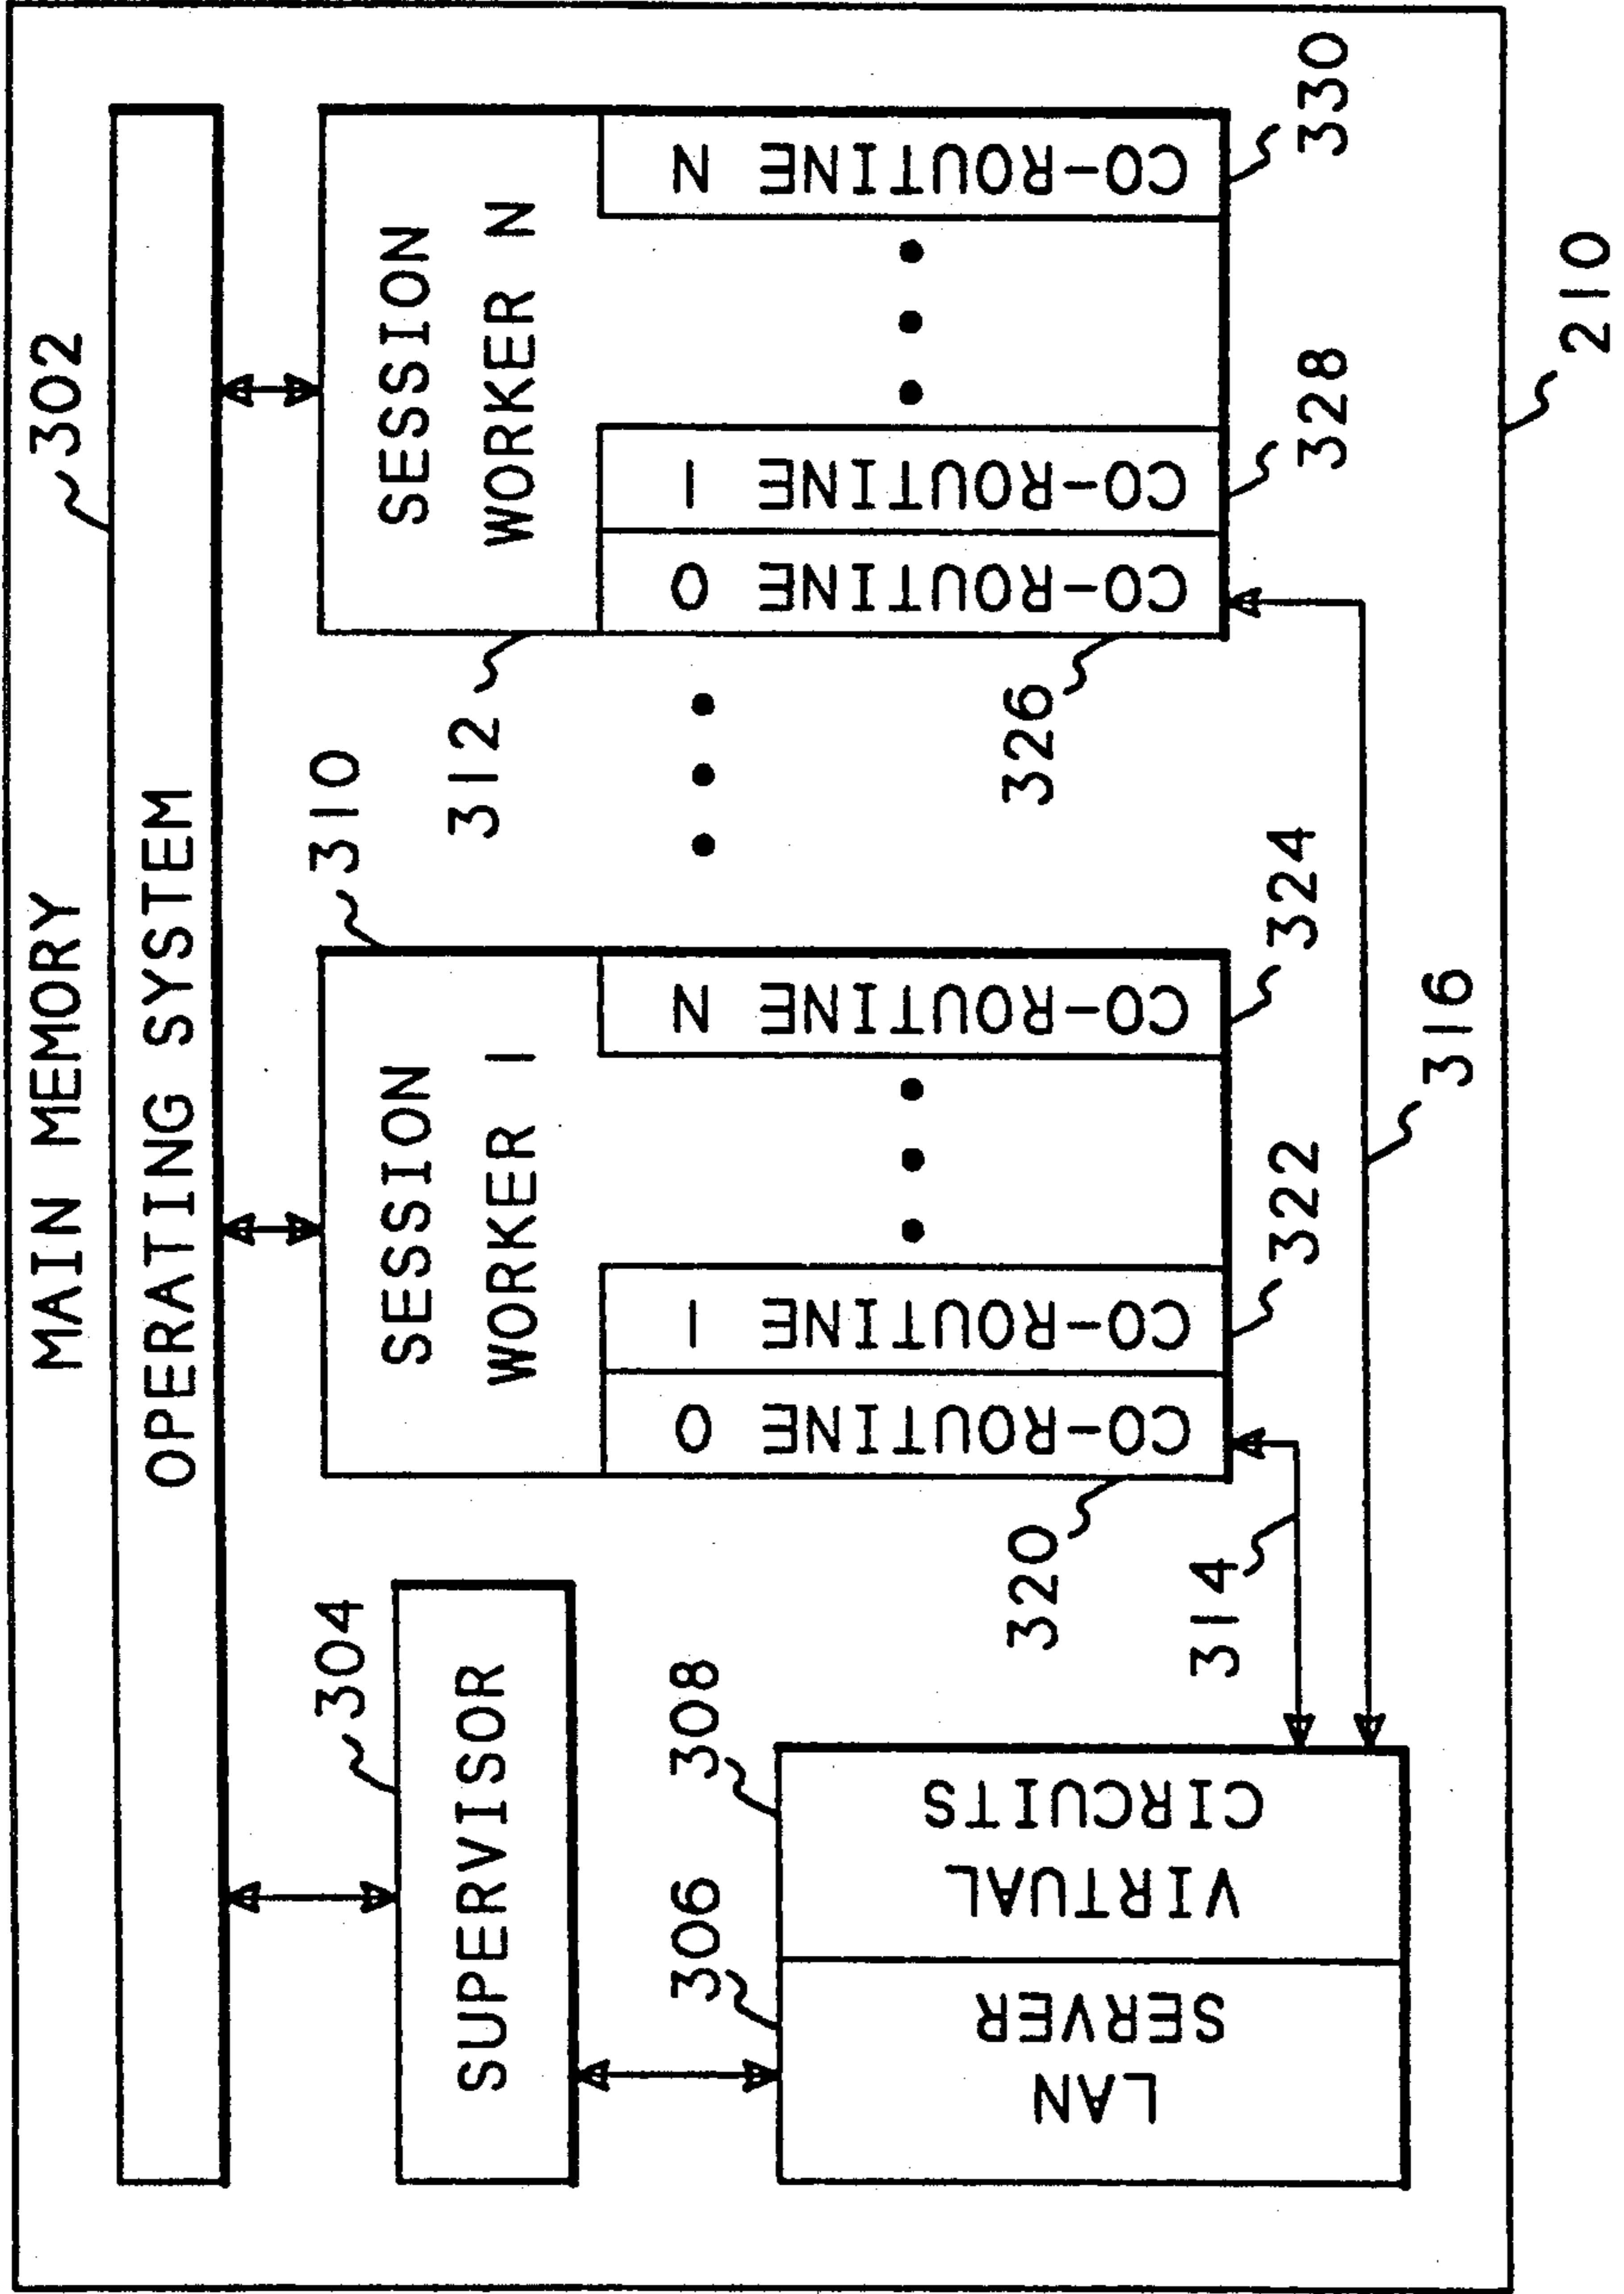 MAIN MEMORY
302
OPERATING SYSTEM
304
SUPERVISOR
306
308
LAN
SERVER
VIRTUAL
CIRCUITS
310
SESSION
WORKER 1
CO-ROUTINE 0
CO-ROUTINE 1
CO-ROUTINE N
320
322
324
314
312
SESSION
WORKER N
CO-ROUTINE 0
CO-ROUTINE 1
CO-ROUTINE N
326
328
330
316
210